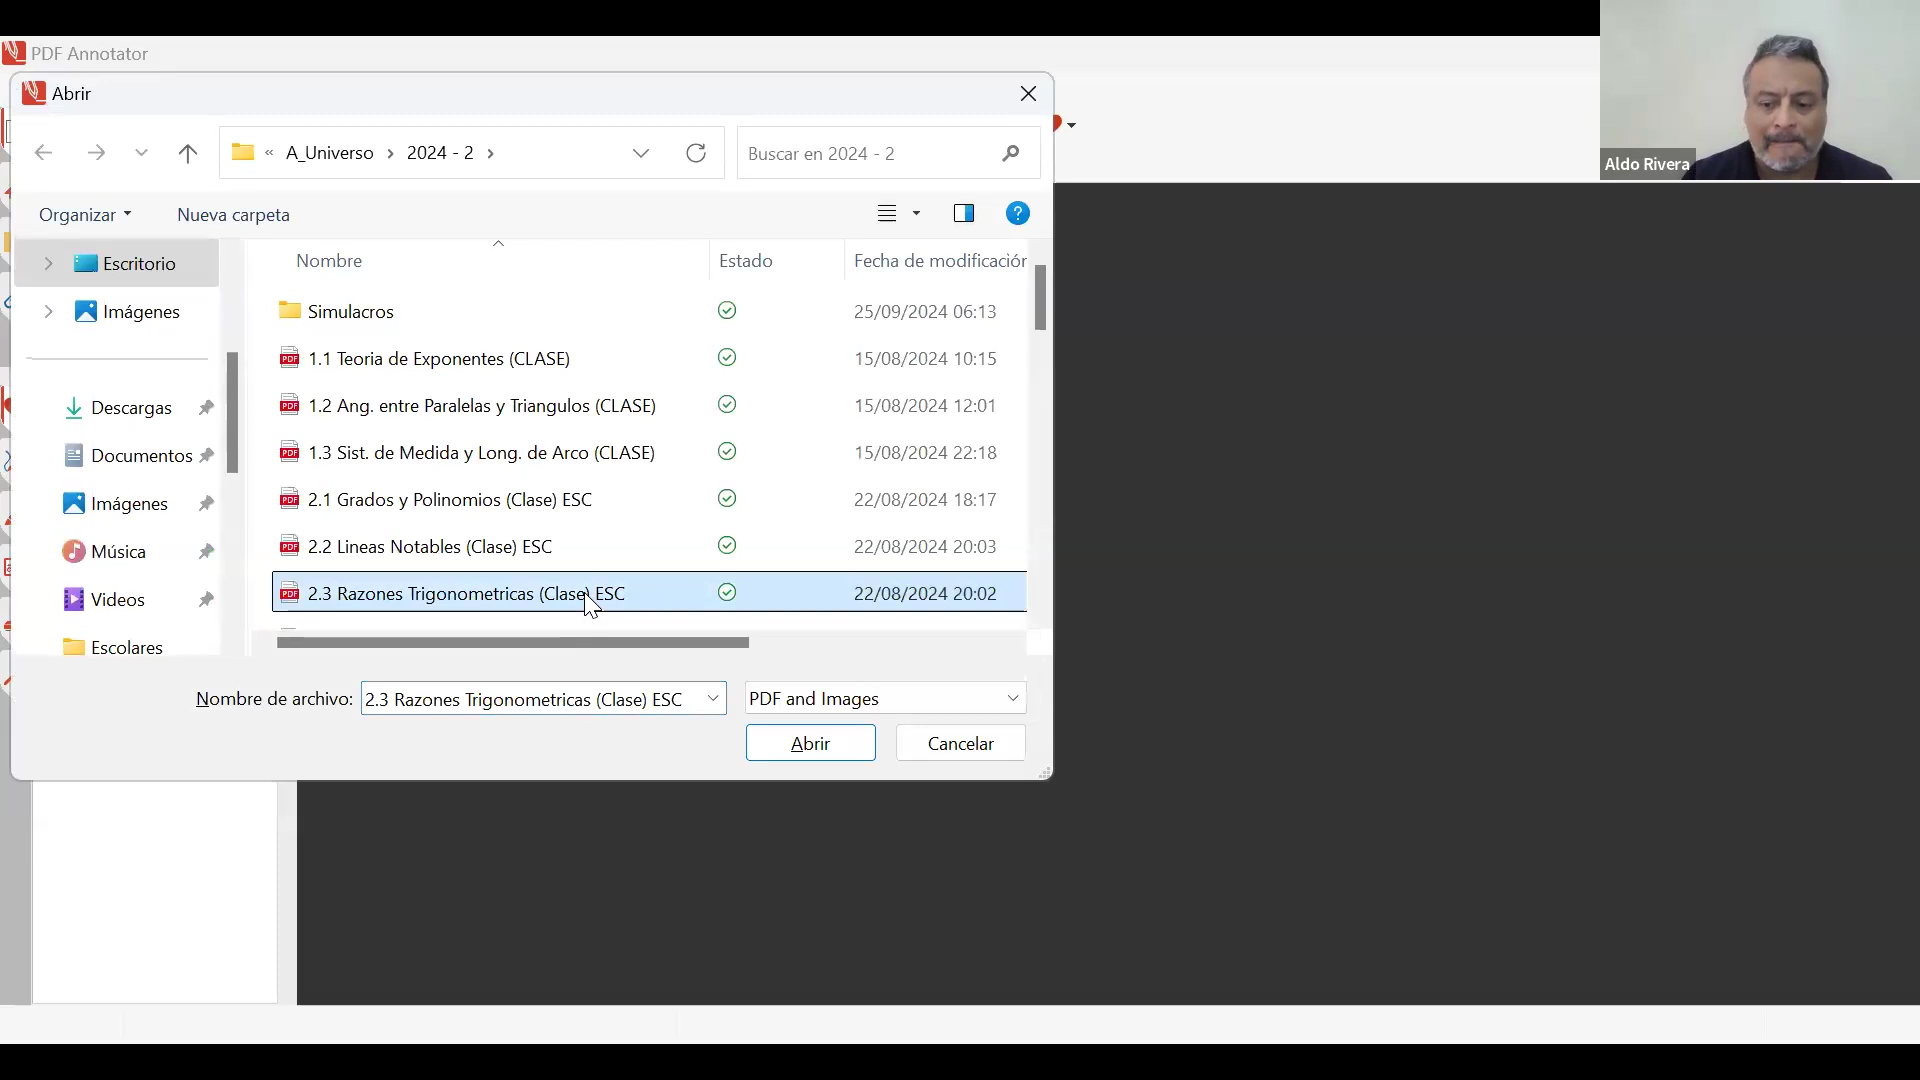 PDF Annotator
Abrir
« A_Universo › 2024 - 2 ›
Buscar en 2024 - 2
Organizar
Nueva carpeta
?
Escritorio
Imágenes
Descargas
Documentos
Imágenes
Música
Videos
Escolares
Nombre Estado Fecha de modificación
Simulacros 25/09/2024 06:13
PDF 1.1 Teoria de Exponentes (CLASE) 15/08/2024 10:15
PDF 1.2 Ang. entre Paralelas y Triangulos (CLASE) 15/08/2024 12:01
PDF 1.3 Sist. de Medida y Long. de Arco (CLASE) 15/08/2024 22:18
PDF 2.1 Grados y Polinomios (Clase) ESC 22/08/2024 18:17
PDF 2.2 Lineas Notables (Clase) ESC 22/08/2024 20:03
PDF 2.3 Razones Trigonometricas (Clase) ESC 22/08/2024 20:02
Nombre de archivo: 2.3 Razones Trigonometricas (Clase) ESC
PDF and Images
Abrir
Cancelar
Aldo Rivera